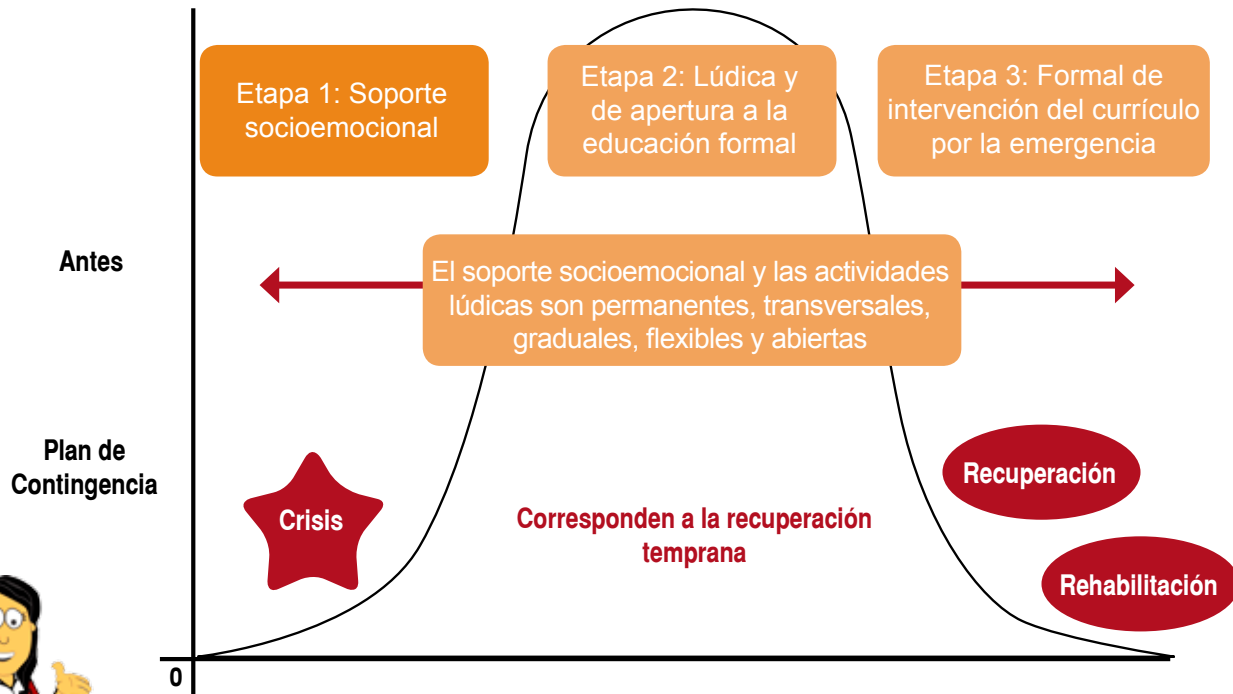 Etapa 1: Soporte
socioemocional
Etapa 2: Lúdica y
de apertura a la
educación formal
Etapa 3: Formal de
intervención del currículo
por la emergencia
Antes
El soporte socioemocional y las actividades
lúdicas son permanentes, transversales,
graduales, flexibles y abiertas
Plan de
Contingencia
Crisis
Corresponden a la recuperación
temprana
Recuperación
Rehabilitación
0